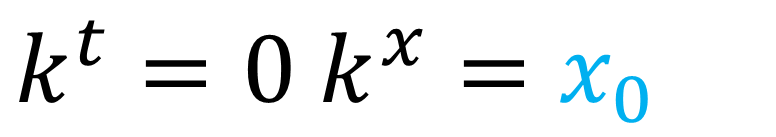 k^t = 0 k^x = x_0